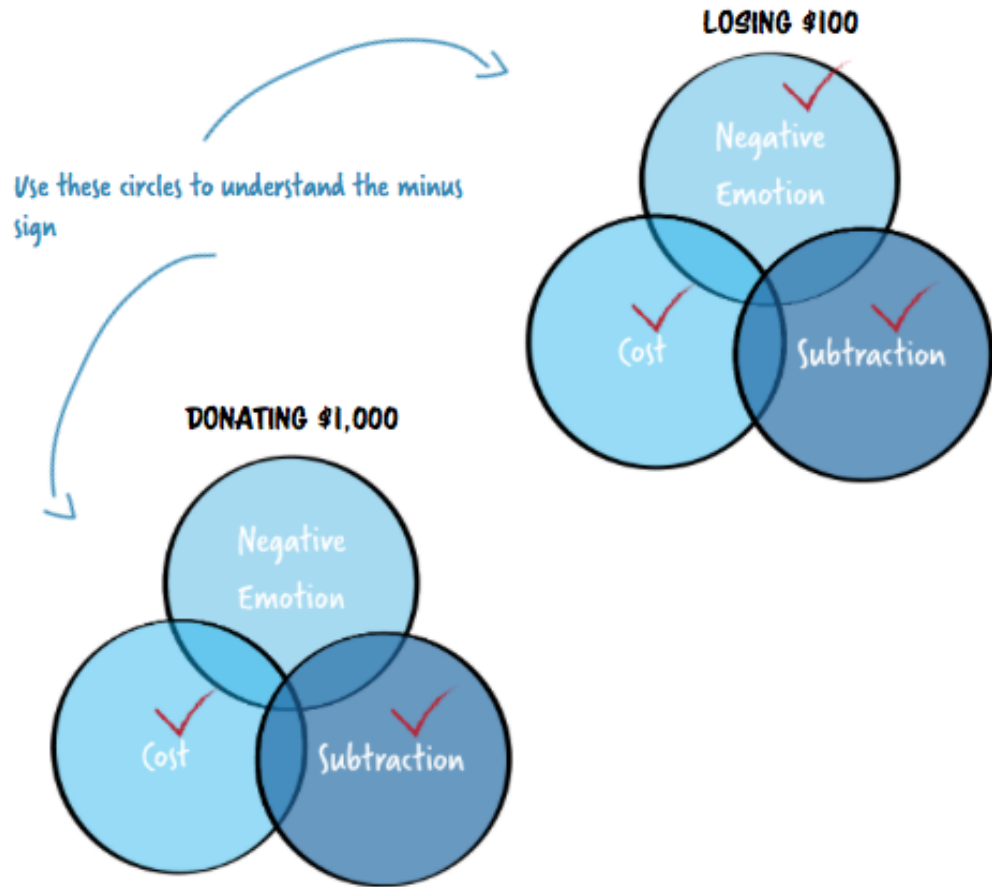 LOSING $100
Negative
Emotion
Cost
Subtraction
Use these circles to understand the minus
sign
DONATING $1,000
Negative
Emotion
Cost
Subtraction